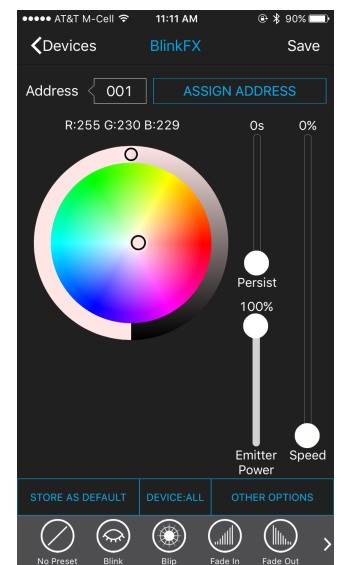 AT&T M-Cell 11:11 AM 90%
Devices BlinkFX Save
Address 001 ASSIGN ADDRESS
R:255 G:230 B:229 0s 0%
Persist
100%
Emitter Power Speed
STORE AS DEFAULT DEVICE:ALL OTHER OPTIONS
No Preset Blink Blip Fade In Fade Out